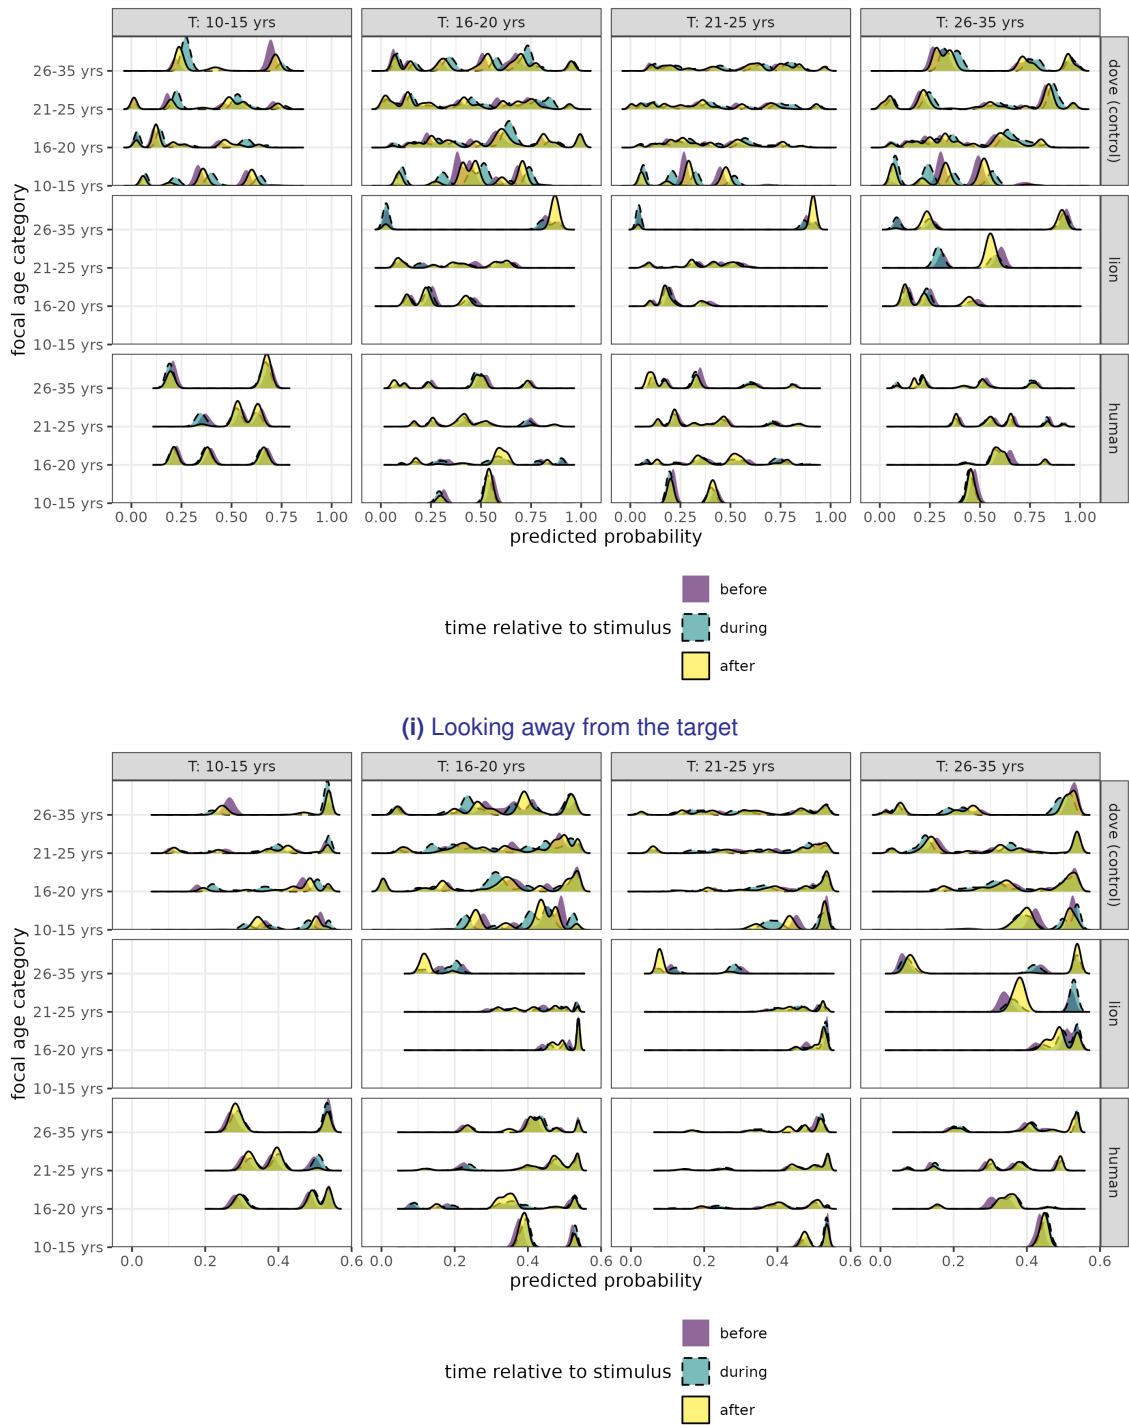 T: 10-15 yrs T: 16-20 yrs T: 21-25 yrs T: 26-35 yrs
focal age category
26-35 yrs
21-25 yrs
16-20 yrs
10-15 yrs
dove (control)
26-35 yrs
21-25 yrs
16-20 yrs
10-15 yrs
lion
26-35 yrs
21-25 yrs
16-20 yrs
10-15 yrs
human
0.00 0.25 0.50 0.75 1.00 0.00 0.25 0.50 0.75 1.00 0.00 0.25 0.50 0.75 1.00 0.00 0.25 0.50 0.75 1.00
predicted probability
before
time relative to stimulus during
after
(i) Looking away from the target
T: 10-15 yrs T: 16-20 yrs T: 21-25 yrs T: 26-35 yrs
focal age category
26-35 yrs
21-25 yrs
16-20 yrs
10-15 yrs
dove (control)
26-35 yrs
21-25 yrs
16-20 yrs
10-15 yrs
lion
26-35 yrs
21-25 yrs
16-20 yrs
10-15 yrs
human
0.0 0.2 0.4 0.6 0.0 0.2 0.4 0.6 0.0 0.2 0.4 0.6 0.0 0.2 0.4 0.6
predicted probability
before
time relative to stimulus during
after